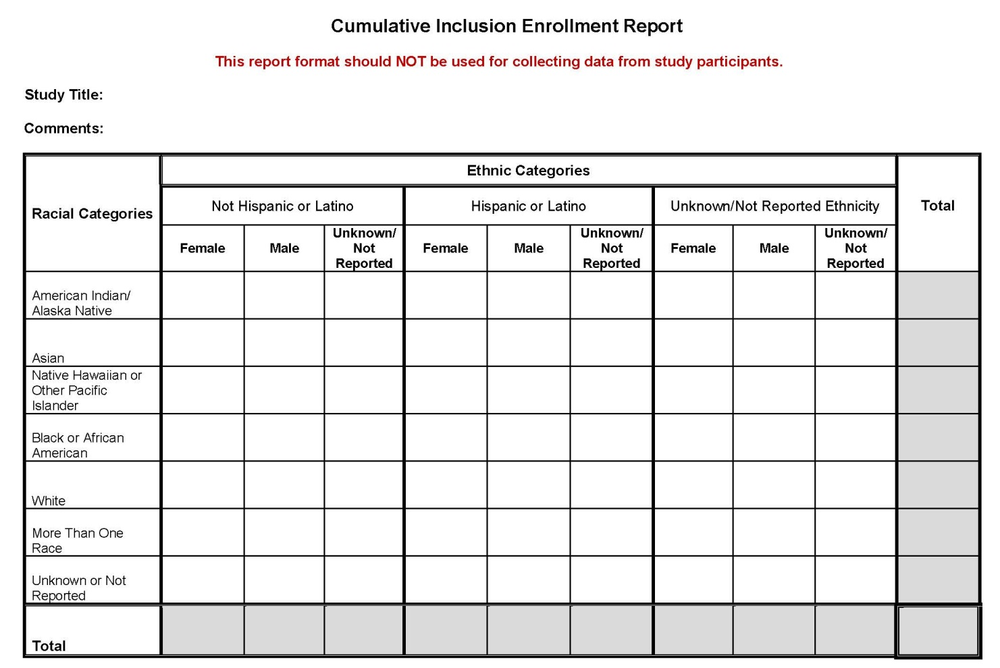 Cumulative Inclusion Enrollment Report
This report format should NOT be used for collecting data from study participants.
Study Title:
Comments:
Racial Categories
Ethnic Categories
Total
Not Hispanic or Latino
Hispanic or Latino
Unknown/Not Reported Ethnicity
Female
Male
Unknown/
Not
Reported
Female
Male
Unknown/
Not
Reported
Female
Male
Unknown/
Not
Reported
American Indian/
Alaska Native
Asian
Native Hawaiian or
Other Pacific
Islander
Black or African
American
White
More Than One
Race
Unknown or Not
Reported
Total